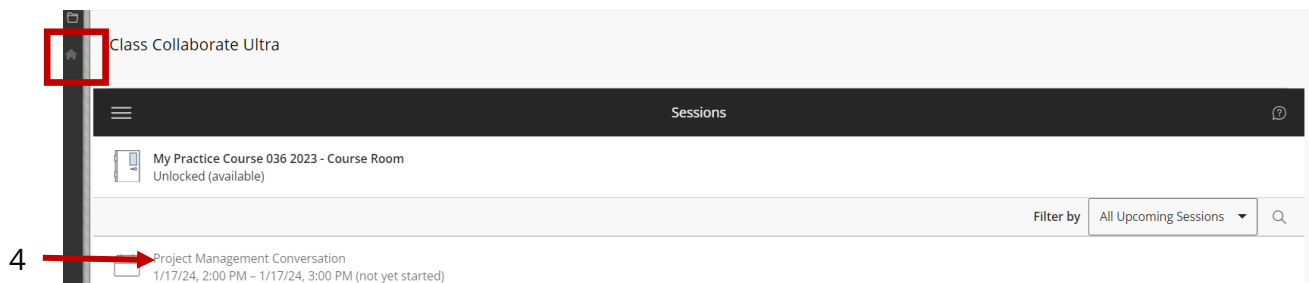 Class Collaborate Ultra
Sessions
My Practice Course 036 2023 - Course Room
Unlocked (available)
Filter by All Upcoming Sessions
4
Project Management Conversation
1/17/24, 2:00 PM – 1/17/24, 3:00 PM (not yet started)